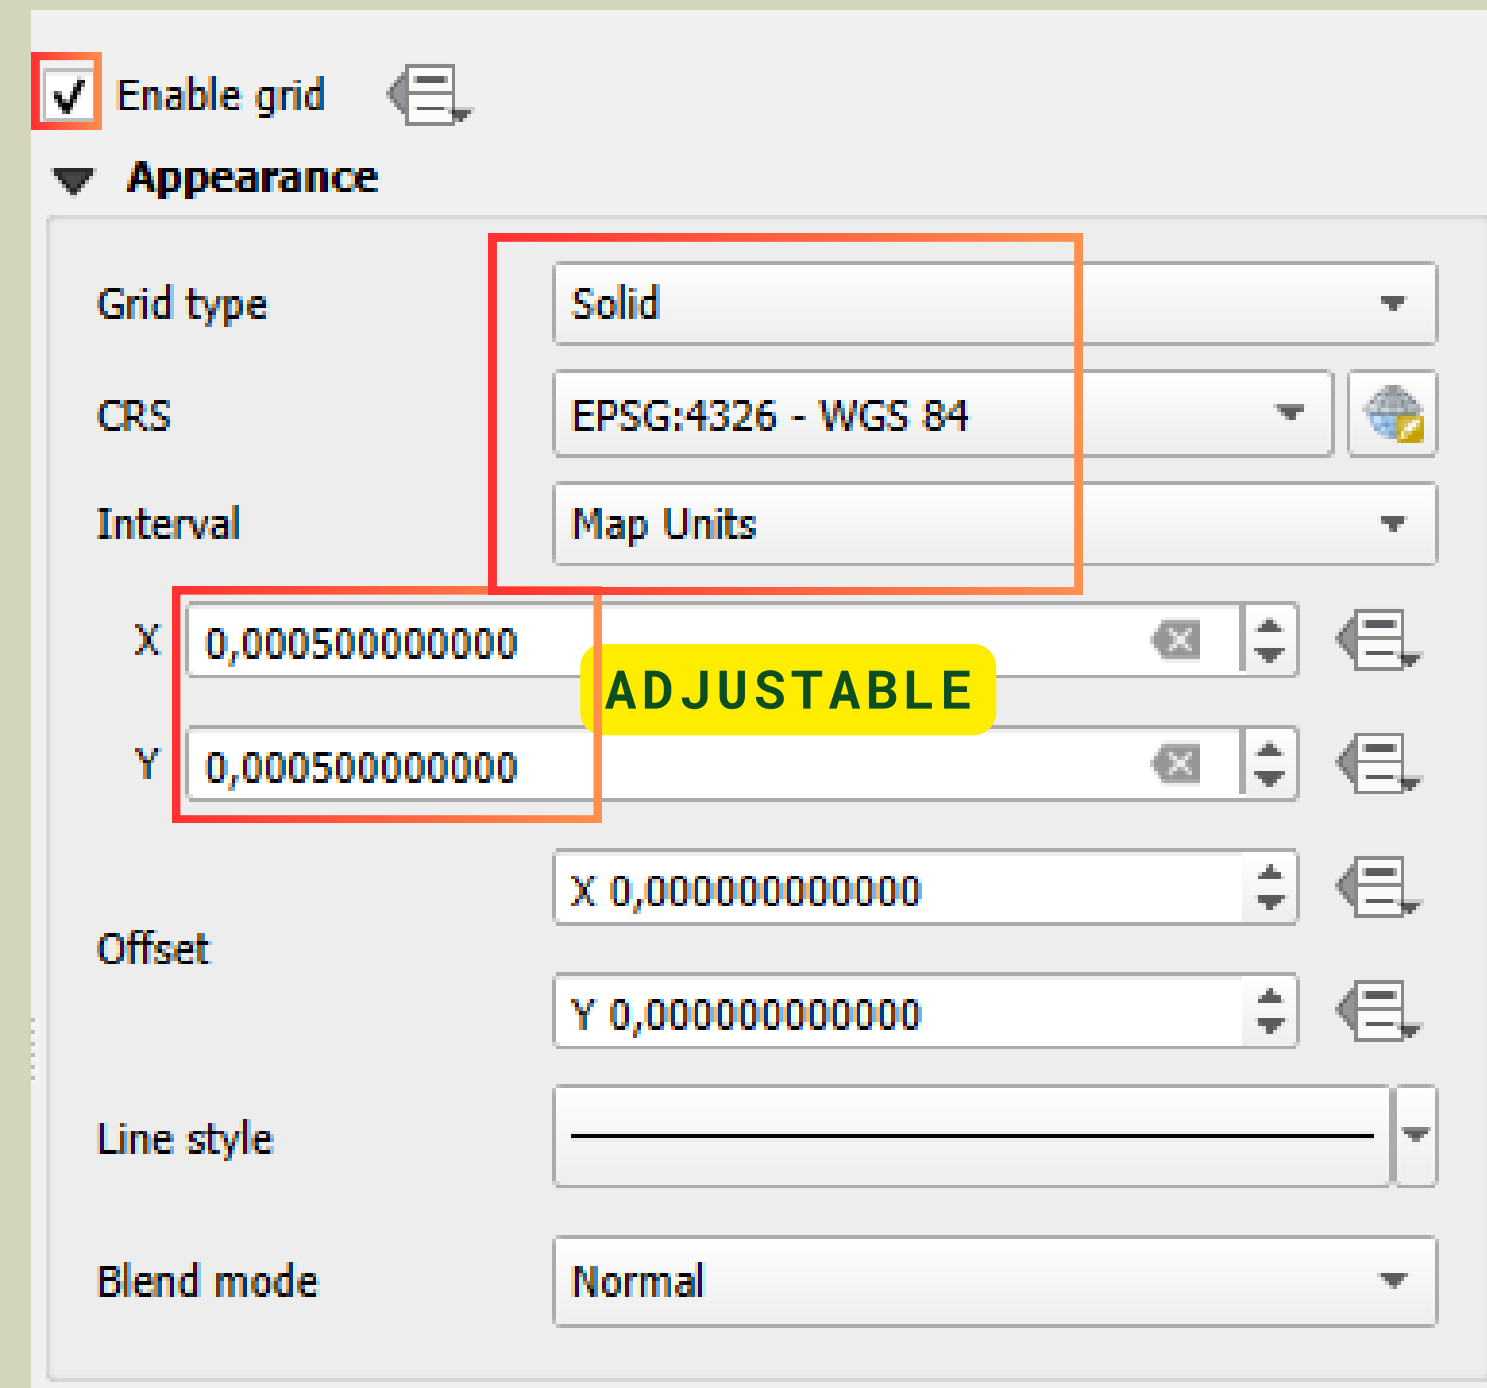 Enable grid
Appearance
Grid type Solid
CRS EPSG:4326 - WGS 84
Interval Map Units
X 0,000500000000
ADJUSTABLE
Y 0,000500000000
X 0,000000000000
Offset
Y 0,000000000000
Line style
Blend mode Normal